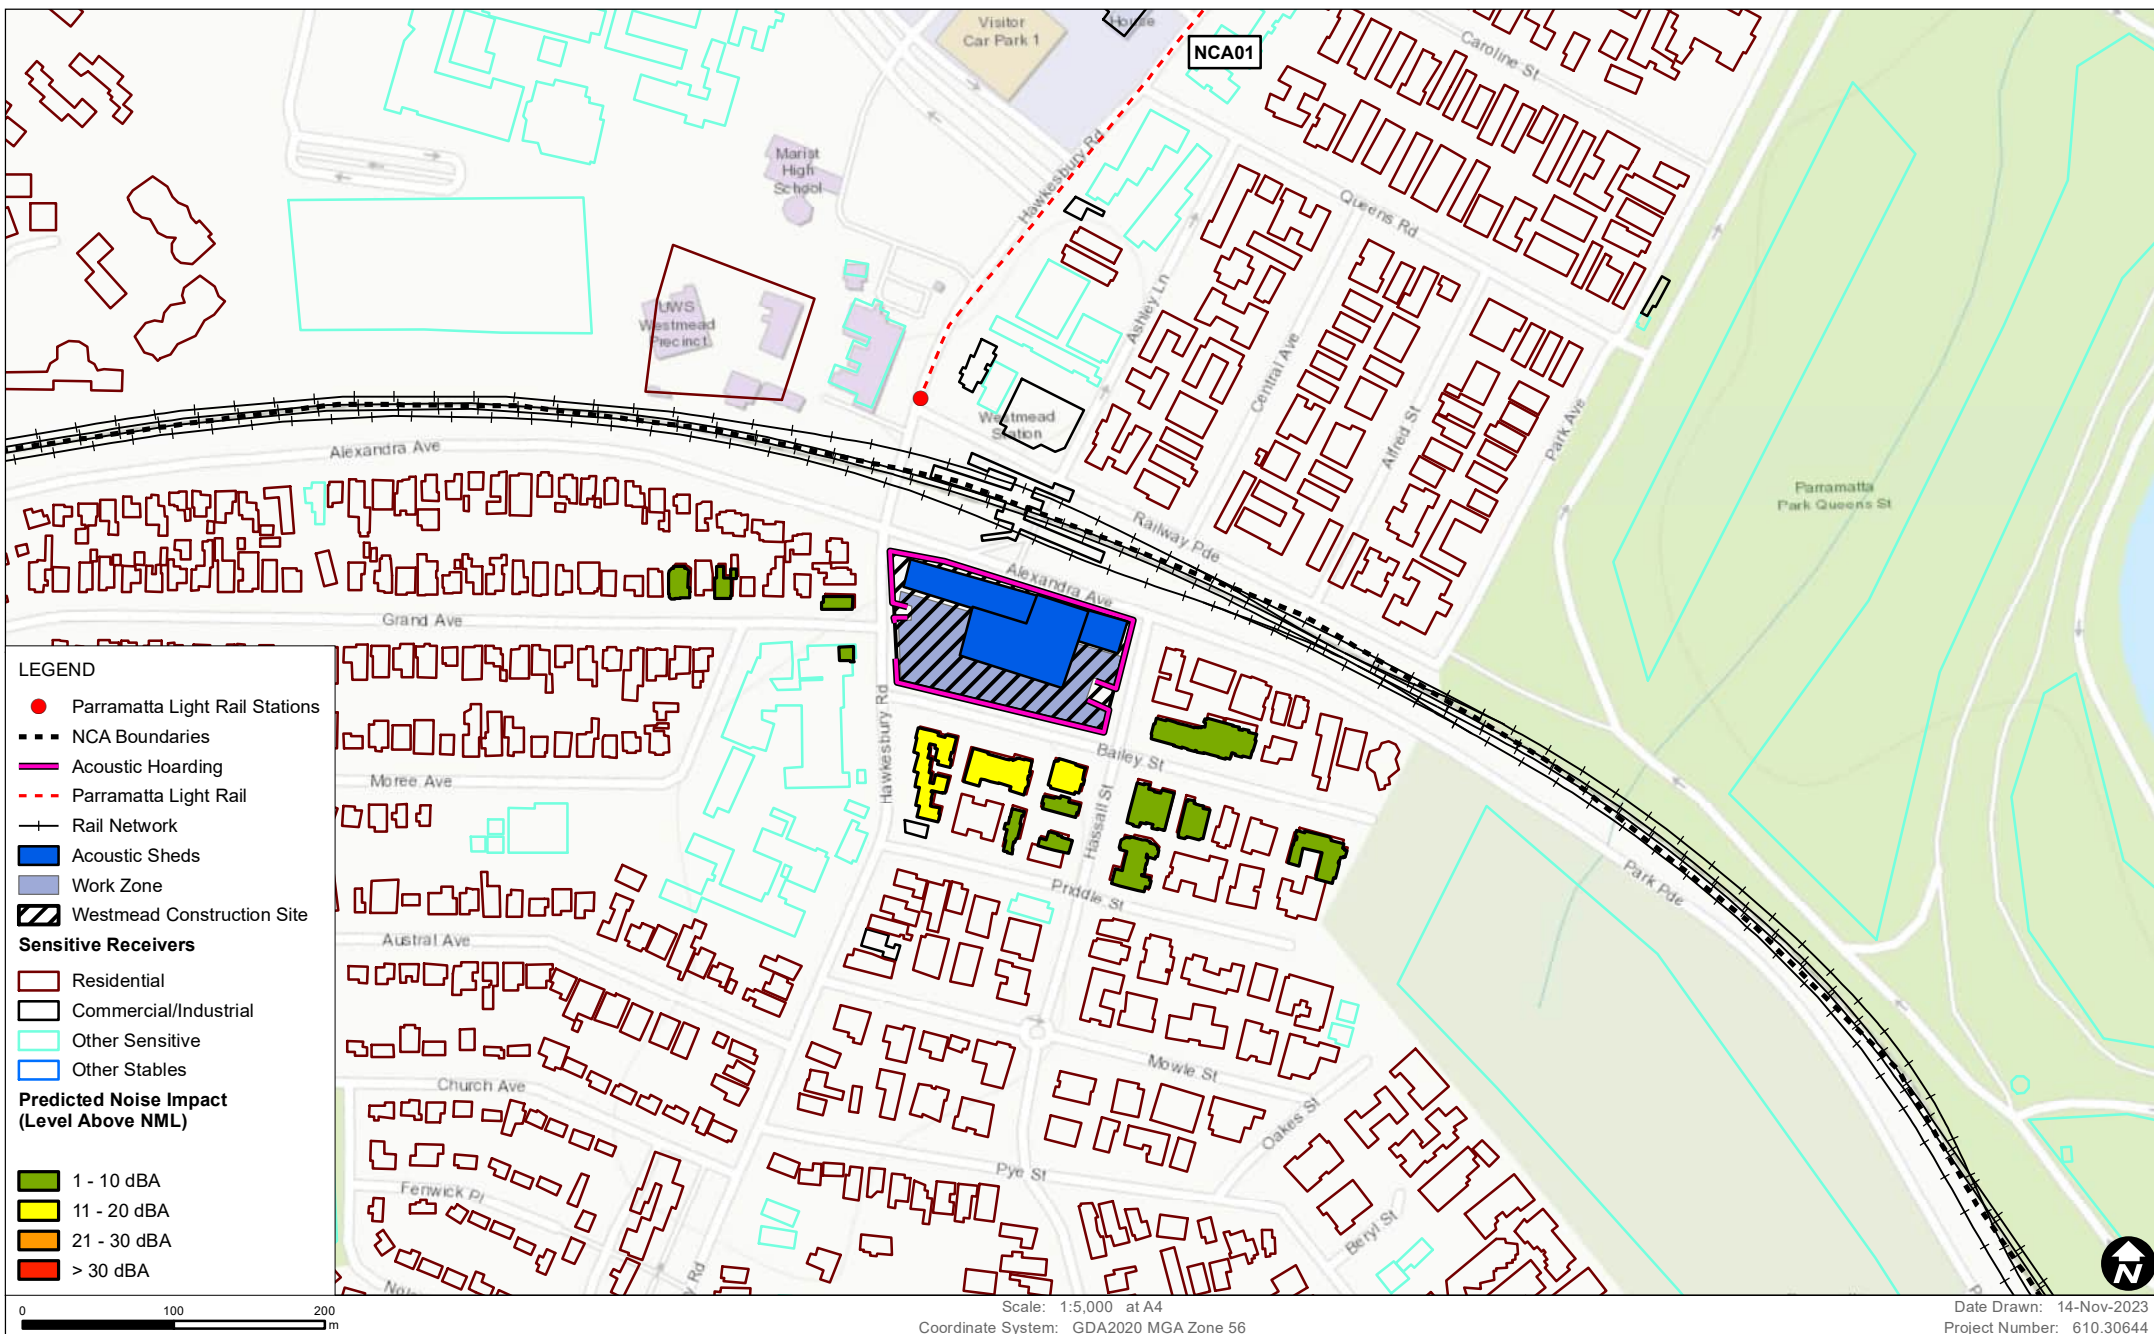 Visitor
Car Park 1
House
NCA01
Caroline St
Hawkesbury Rd
Marist
High
School
Queens Rd
UWS
Westmead
Precinct
Ashley Ln
Central Ave
Alfred St
Park Ave
Westmead
Station
Alexandra Ave
Parramatta
Park Queens St
Railway Pde
Alexandra Ave
Grand Ave
LEGEND
Parramatta Light Rail Stations
NCA Boundaries
Acoustic Hoarding
Parramatta Light Rail
Rail Network
Acoustic Sheds
Work Zone
Westmead Construction Site
Sensitive Receivers
Residential
Commercial/Industrial
Other Sensitive
Other Stables
Predicted Noise Impact
(Level Above NML)
1 - 10 dBA
11 - 20 dBA
21 - 30 dBA
> 30 dBA
Hawkesbury Rd
Bailey St
Moree Ave
Hassall St
Priddle St
Park Pde
Austral Ave
Mowle St
Church Ave
Oakes St
Pye St
Fenwick Pl
Beryl St
Rd
0 100 200
m
Scale: 1:5,000 at A4
Coordinate System: GDA2020 MGA Zone 56
Date Drawn: 14-Nov-2023
Project Number: 610.30644
N